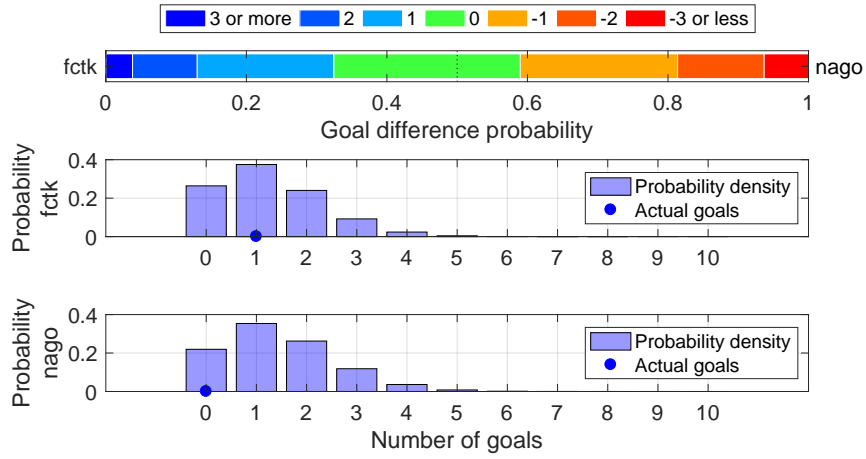 3 or more 2 1 0 -1 -2 -3 or less
fctk nago
0 0.2 0.4 0.6 0.8 1
Goal difference probability
Probability
fctk
0.4
0.2
0
Probability density
Actual goals
0 1 2 3 4 5 6 7 8 9 10
Probability
nago
0.4
0.2
0
Probability density
Actual goals
0 1 2 3 4 5 6 7 8 9 10
Number of goals